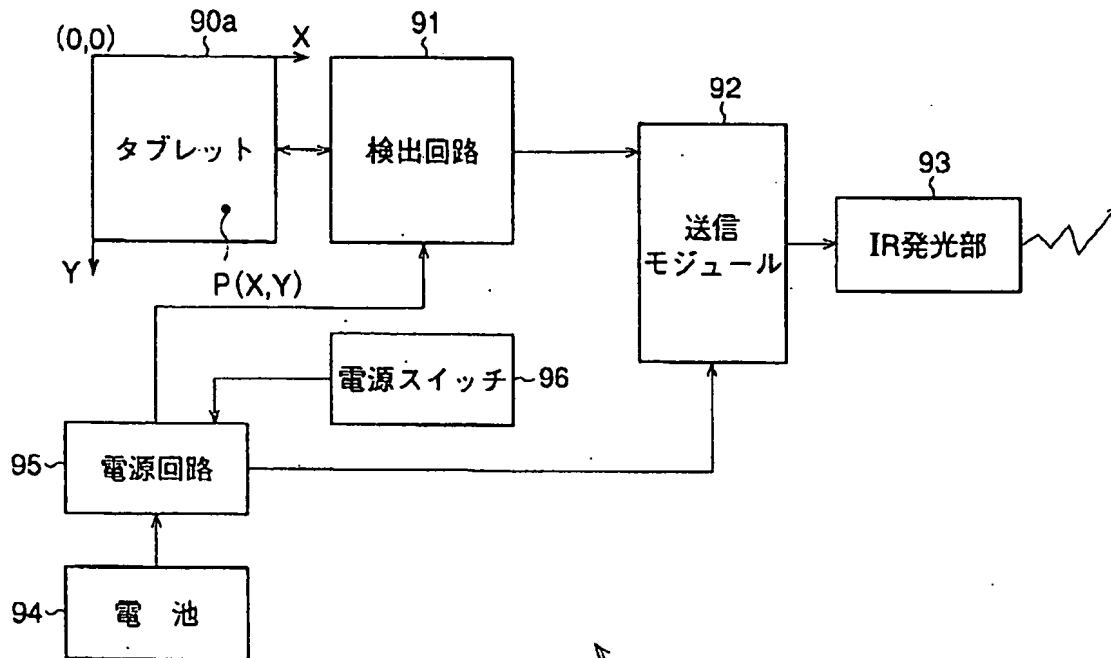 90a
(0,0)
X
91
タブレット
検出回路
92
送信
モジュール
93
IR発光部
Y
P(X,Y)
電源スイッチ
96
95
電源回路
94
電 池